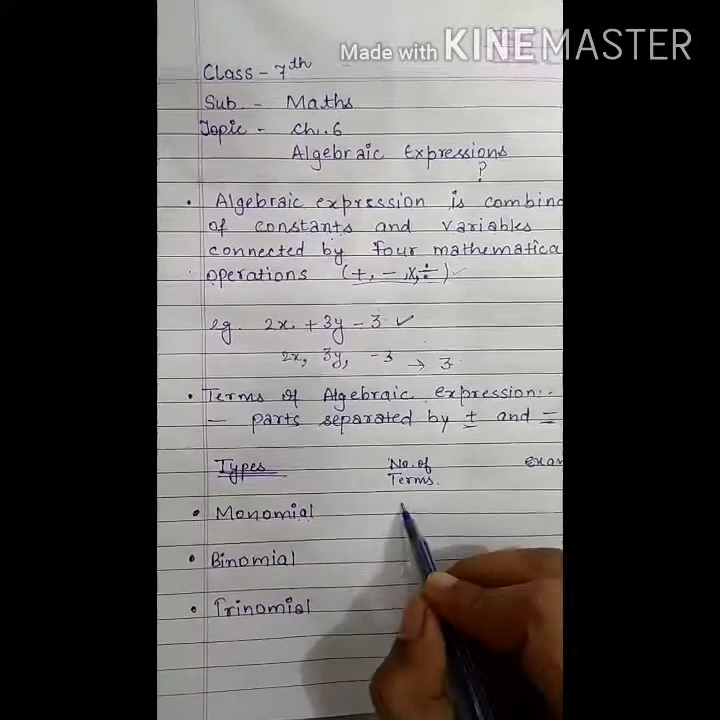 Made with KINEMASTER
Class - 7th
Sub. - Maths
Topic - Ch. 6
Algebraic Expressions
?
• Algebraic expression is combin
of constants and variables
connected by four mathematica
operations (+, -, x, ÷) ✓
eg. 2x + 3y - 3 ✓
2x, 3y, -3 → 3
• Terms of Algebraic expression:-
- parts separated by + and -
Types No. of Terms. exam
• Monomial
• Binomial
• Trinomial